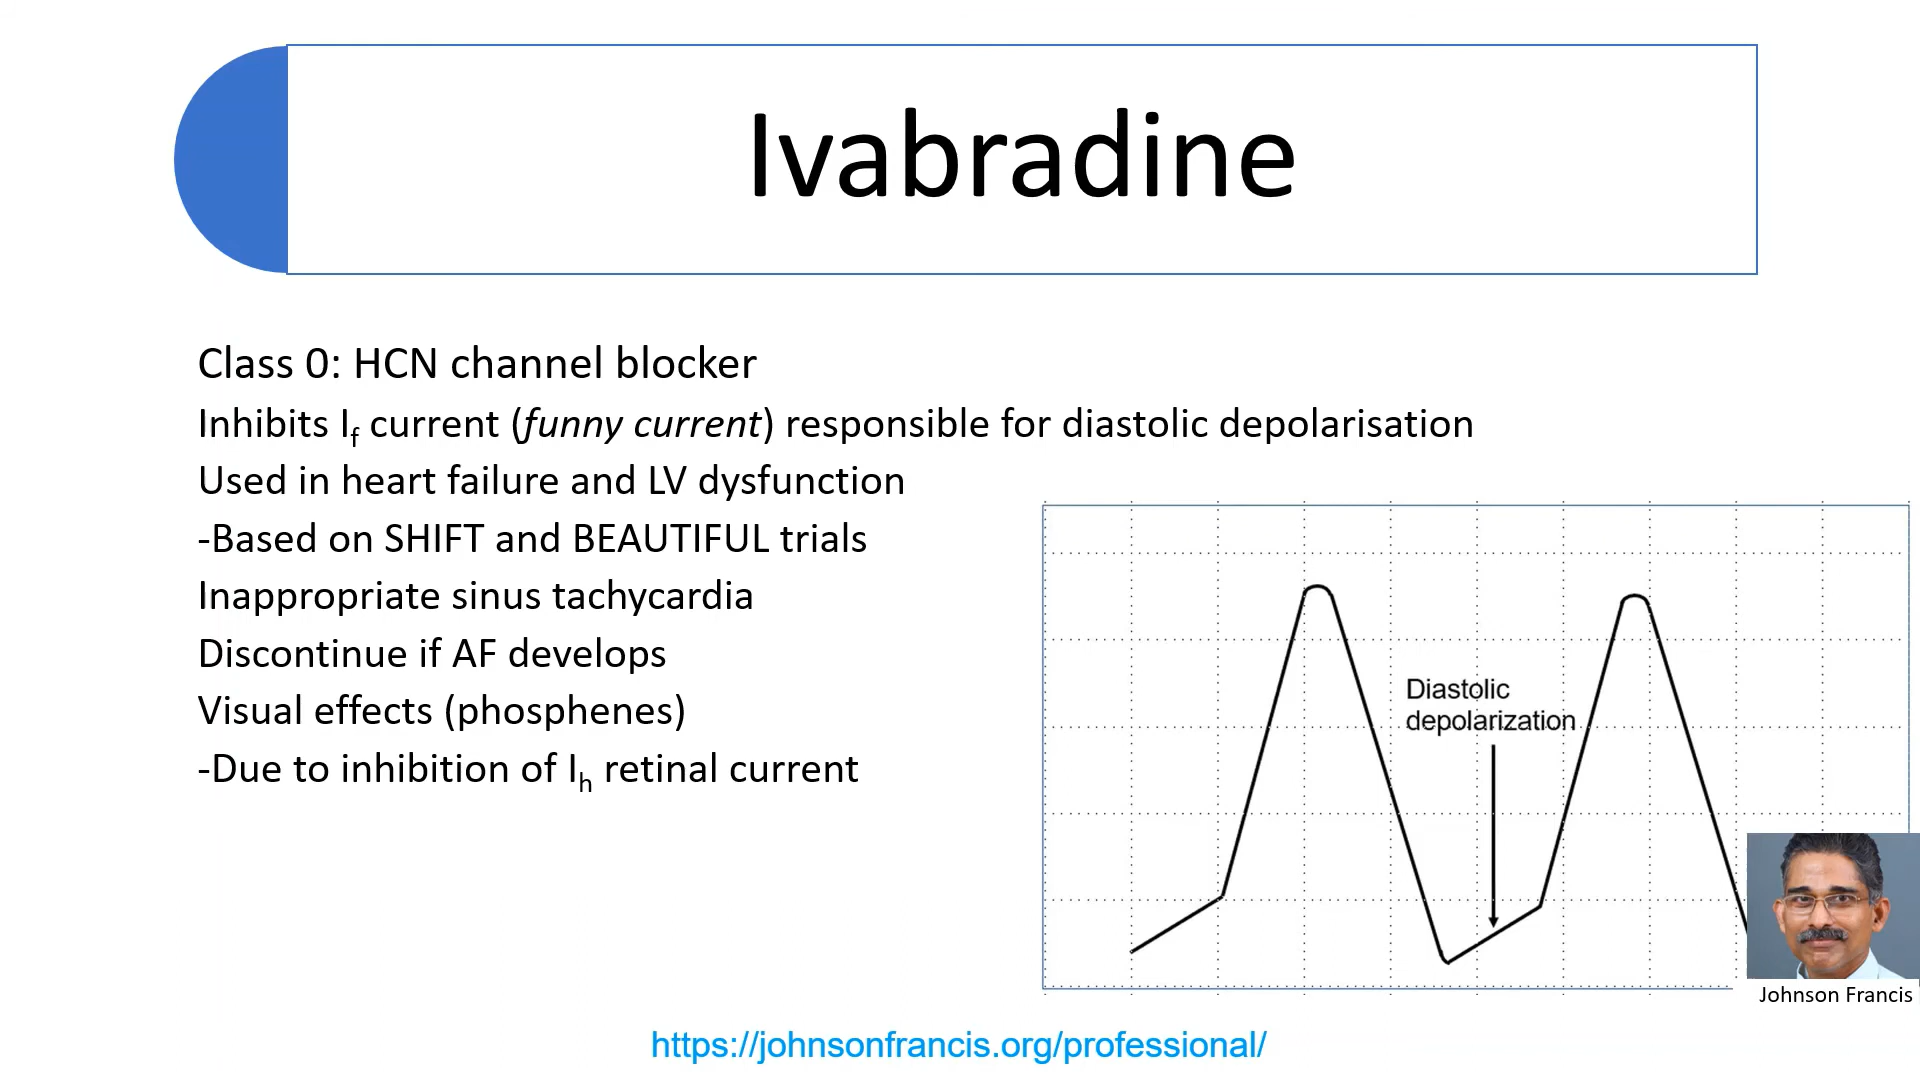 Ivabradine
Class 0: HCN channel blocker
Inhibits If current (funny current) responsible for diastolic depolarisation
Used in heart failure and LV dysfunction
-Based on SHIFT and BEAUTIFUL trials
Inappropriate sinus tachycardia
Discontinue if AF develops
Visual effects (phosphenes)
-Due to inhibition of Ih retinal current
Diastolic
depolarization
Johnson Francis
https://johnsonfrancis.org/professional/